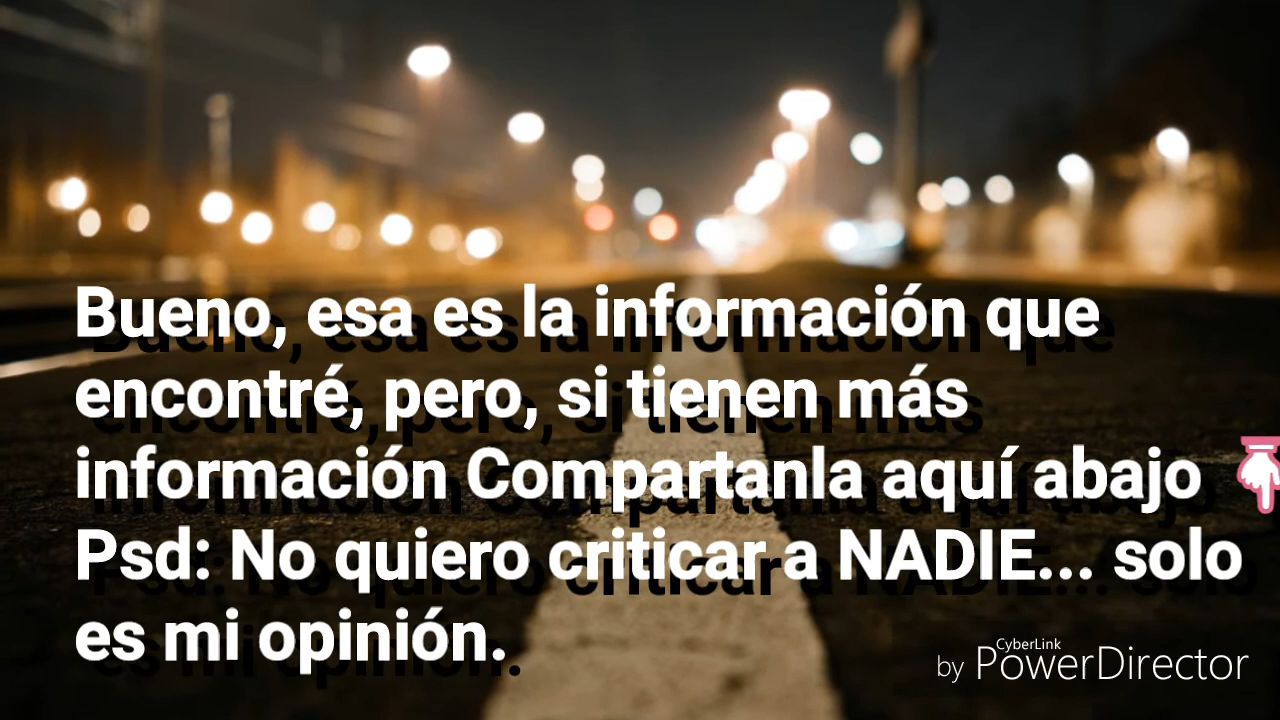 Bueno, esa es la información que
encontré, pero, si tienen más
información Compartanla aquí abajo 👇
Psd: No quiero criticar a NADIE... solo
es mi opinión.
CyberLink
by PowerDirector